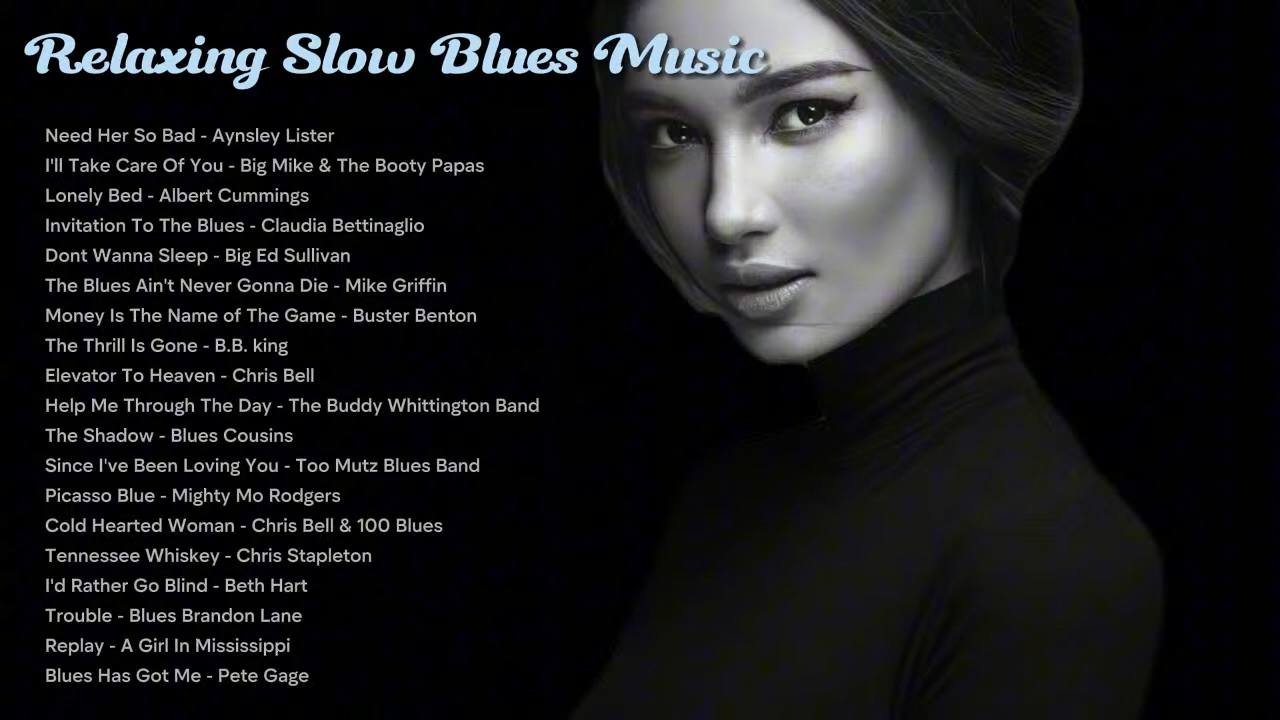 Relaxing Slow Blues Music
Need Her So Bad - Aynsley Lister
I'll Take Care Of You - Big Mike & The Booty Papas
Lonely Bed - Albert Cummings
Invitation To The Blues - Claudia Bettinaglio
Dont Wanna Sleep - Big Ed Sullivan
The Blues Ain't Never Gonna Die - Mike Griffin
Money Is The Name of The Game - Buster Benton
The Thrill Is Gone - B.B. king
Elevator To Heaven - Chris Bell
Help Me Through The Day - The Buddy Whittington Band
The Shadow - Blues Cousins
Since I've Been Loving You - Too Mutz Blues Band
Picasso Blue - Mighty Mo Rodgers
Cold Hearted Woman - Chris Bell & 100 Blues
Tennessee Whiskey - Chris Stapleton
I'd Rather Go Blind - Beth Hart
Trouble - Blues Brandon Lane
Replay - A Girl In Mississippi
Blues Has Got Me - Pete Gage